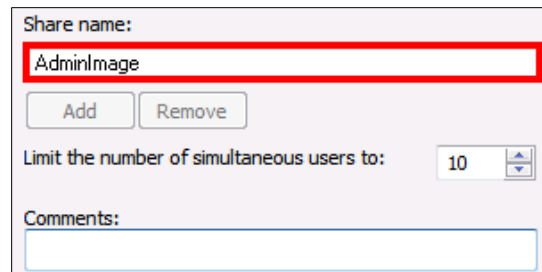 Share name:
AdminImage
Add Remove
Limit the number of simultaneous users to: 10
Comments: